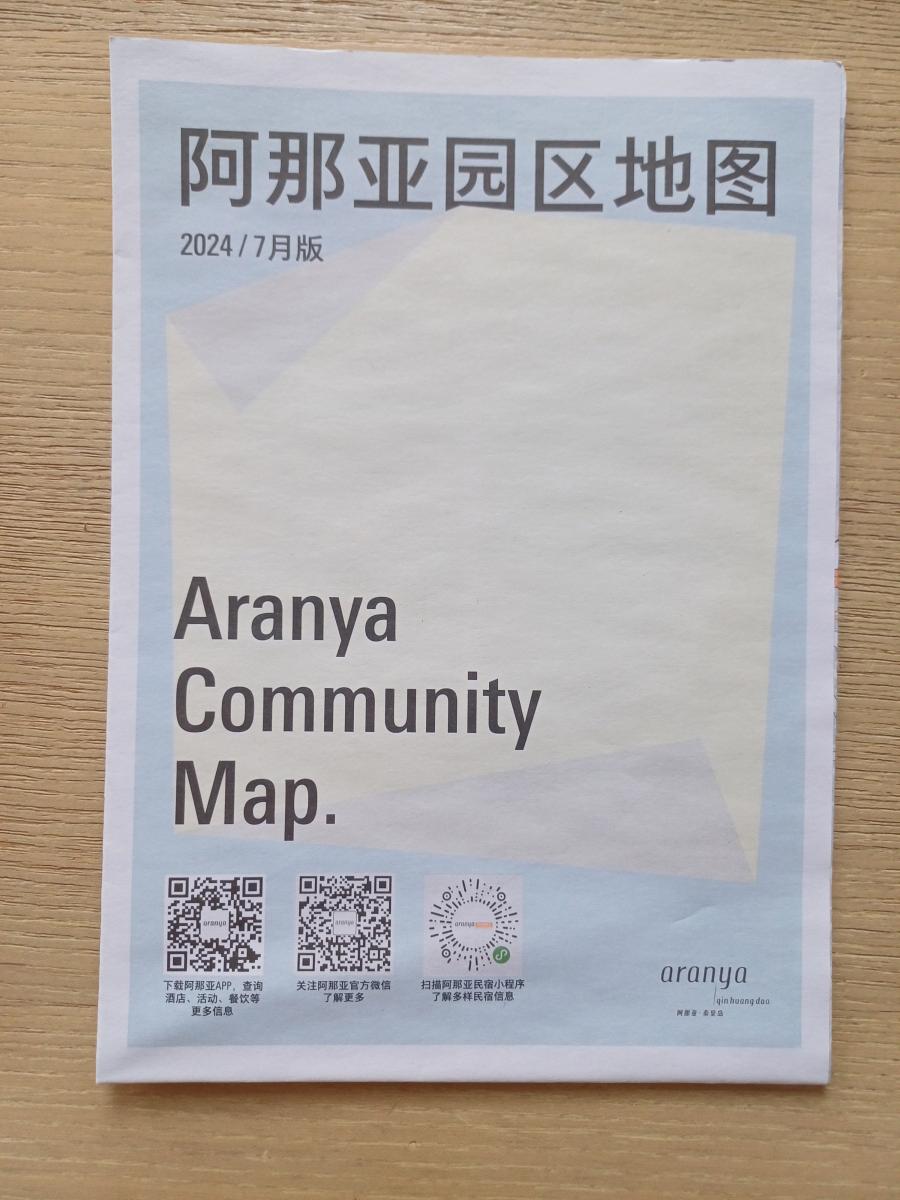 阿那亚园区地图
2024 / 7月版
Aranya
Community
Map.
aranya
aranya
aranya
下载阿那亚APP，查询
酒店、活动、餐饮等
更多信息
关注阿那亚官方微信
了解更多
扫描阿那亚民宿小程序
了解多样民宿信息
aranya
qinhuangdao
阿那亚·秦皇岛